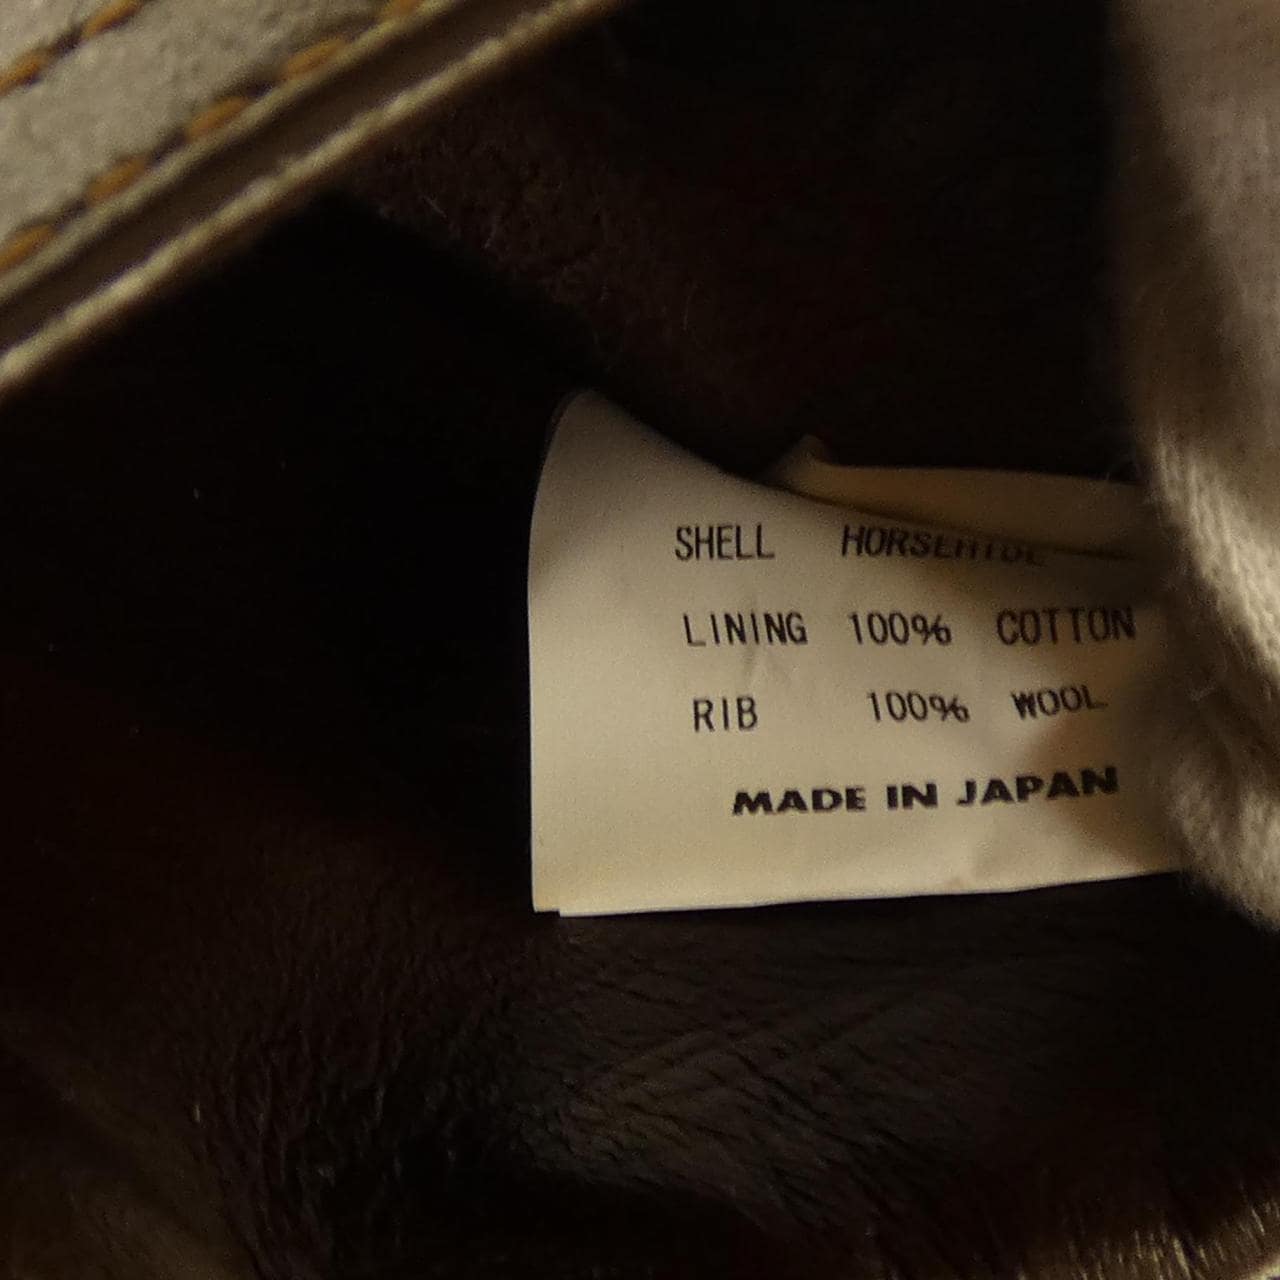 SHELL HORSEHIDE
LINING 100% COTTON
RIB 100% WOOL
MADE IN JAPAN